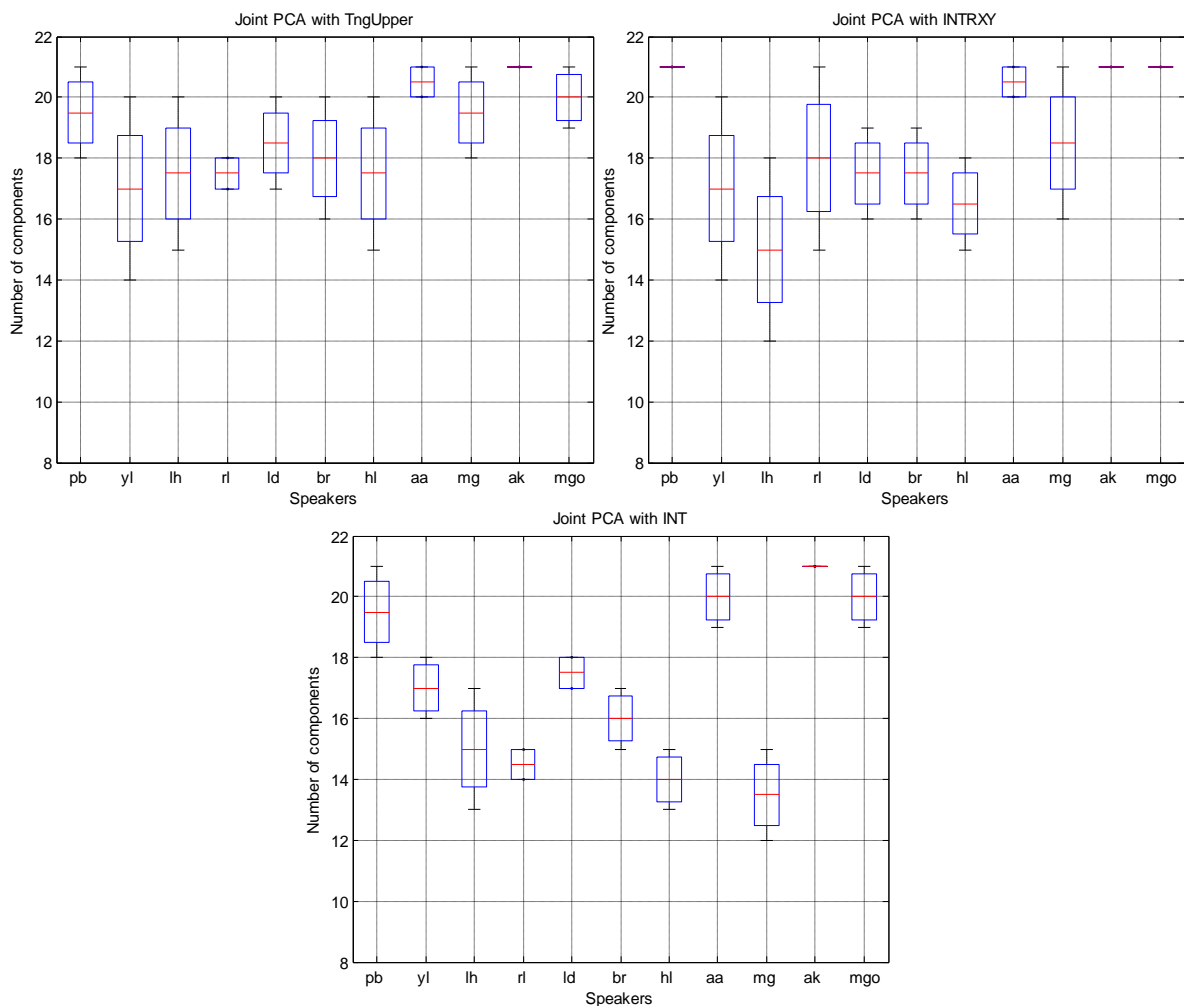 Joint PCA with TngUpper
22
20
18
16
14
12
10
8
Number of components
pb yl lh rl ld br hl aa mg ak mgo
Speakers
Joint PCA with INTRXY
22
20
18
16
14
12
10
8
Number of components
pb yl lh rl ld br hl aa mg ak mgo
Speakers
Joint PCA with INT
22
20
18
16
14
12
10
8
Number of components
pb yl lh rl ld br hl aa mg ak mgo
Speakers